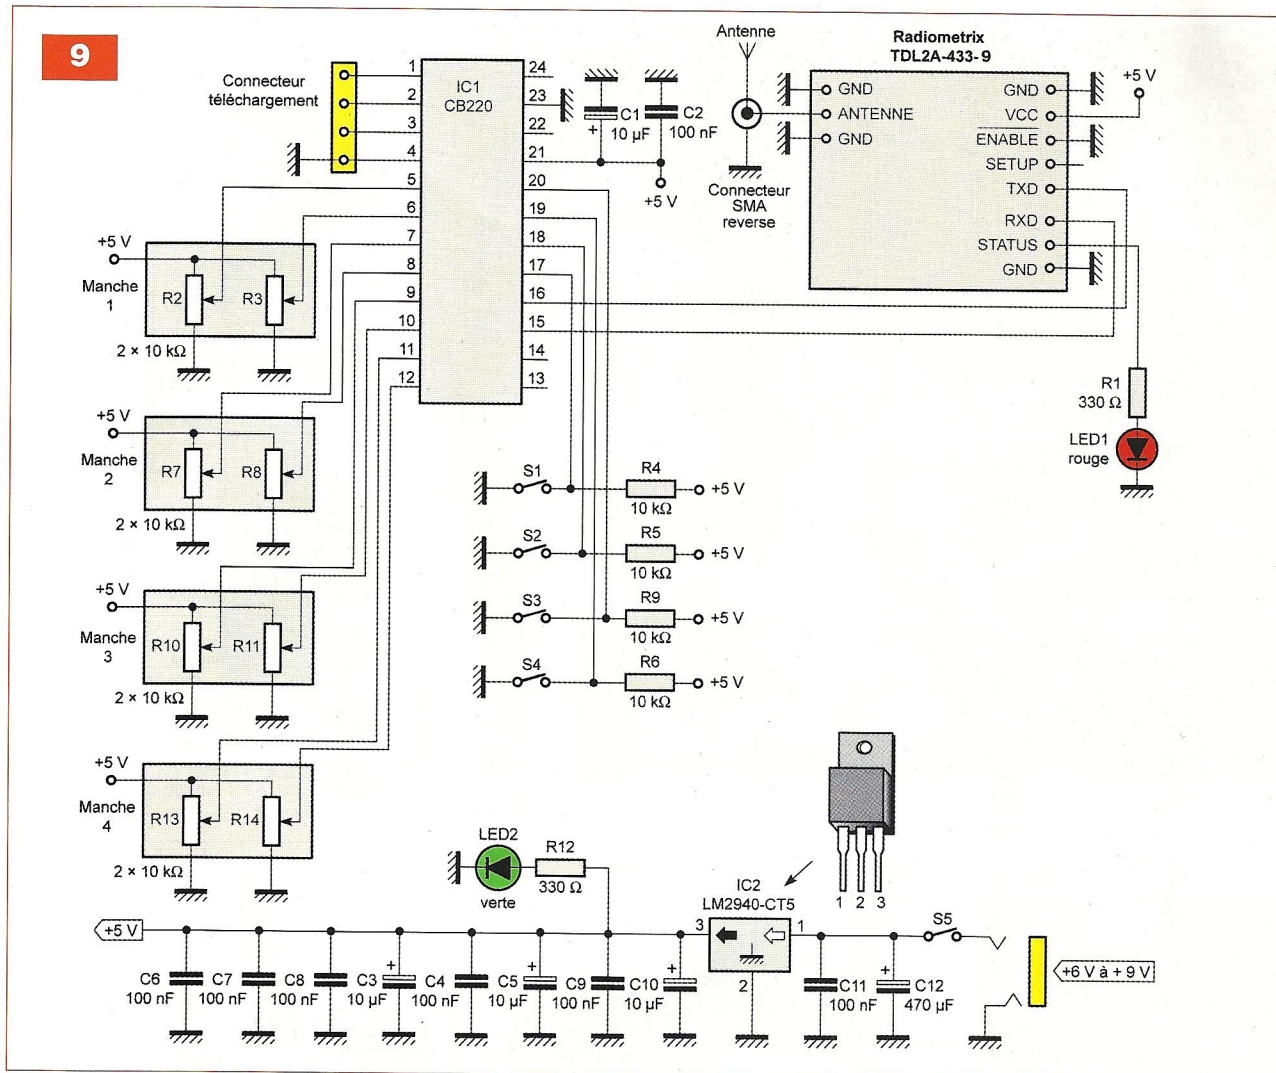 9
Connecteur
téléchargement
1
2
3
4
5
6
7
8
9
10
11
12
IC1
CB220
24
23
22
21
20
19
18
17
16
15
14
13
C1
+
10 µF
C2
100 nF
+5 V
Antenne
Connecteur
SMA
reverse
Radiometrix
TDL2A-433-9
GND
ANTENNE
GND
GND
VCC
ENABLE
SETUP
TXD
RXD
STATUS
GND
+5 V
R1
330 Ω
LED1
rouge
+5 V
Manche
1
R2
R3
2 × 10 kΩ
+5 V
Manche
2
R7
R8
2 × 10 kΩ
+5 V
Manche
3
R10
R11
2 × 10 kΩ
+5 V
Manche
4
R13
R14
2 × 10 kΩ
S1
R4
10 kΩ
+5 V
S2
R5
10 kΩ
+5 V
S3
R9
10 kΩ
+5 V
S4
R6
10 kΩ
+5 V
LED2
verte
R12
330 Ω
IC2
LM2940-CT5
1 2 3
3
1
2
S5
+5 V
C6
100 nF
C7
100 nF
C8
100 nF
C3
+
10 µF
C4
100 nF
C5
+
10 µF
C9
100 nF
C10
+
10 µF
C11
100 nF
C12
+
470 µF
+6 V à + 9 V